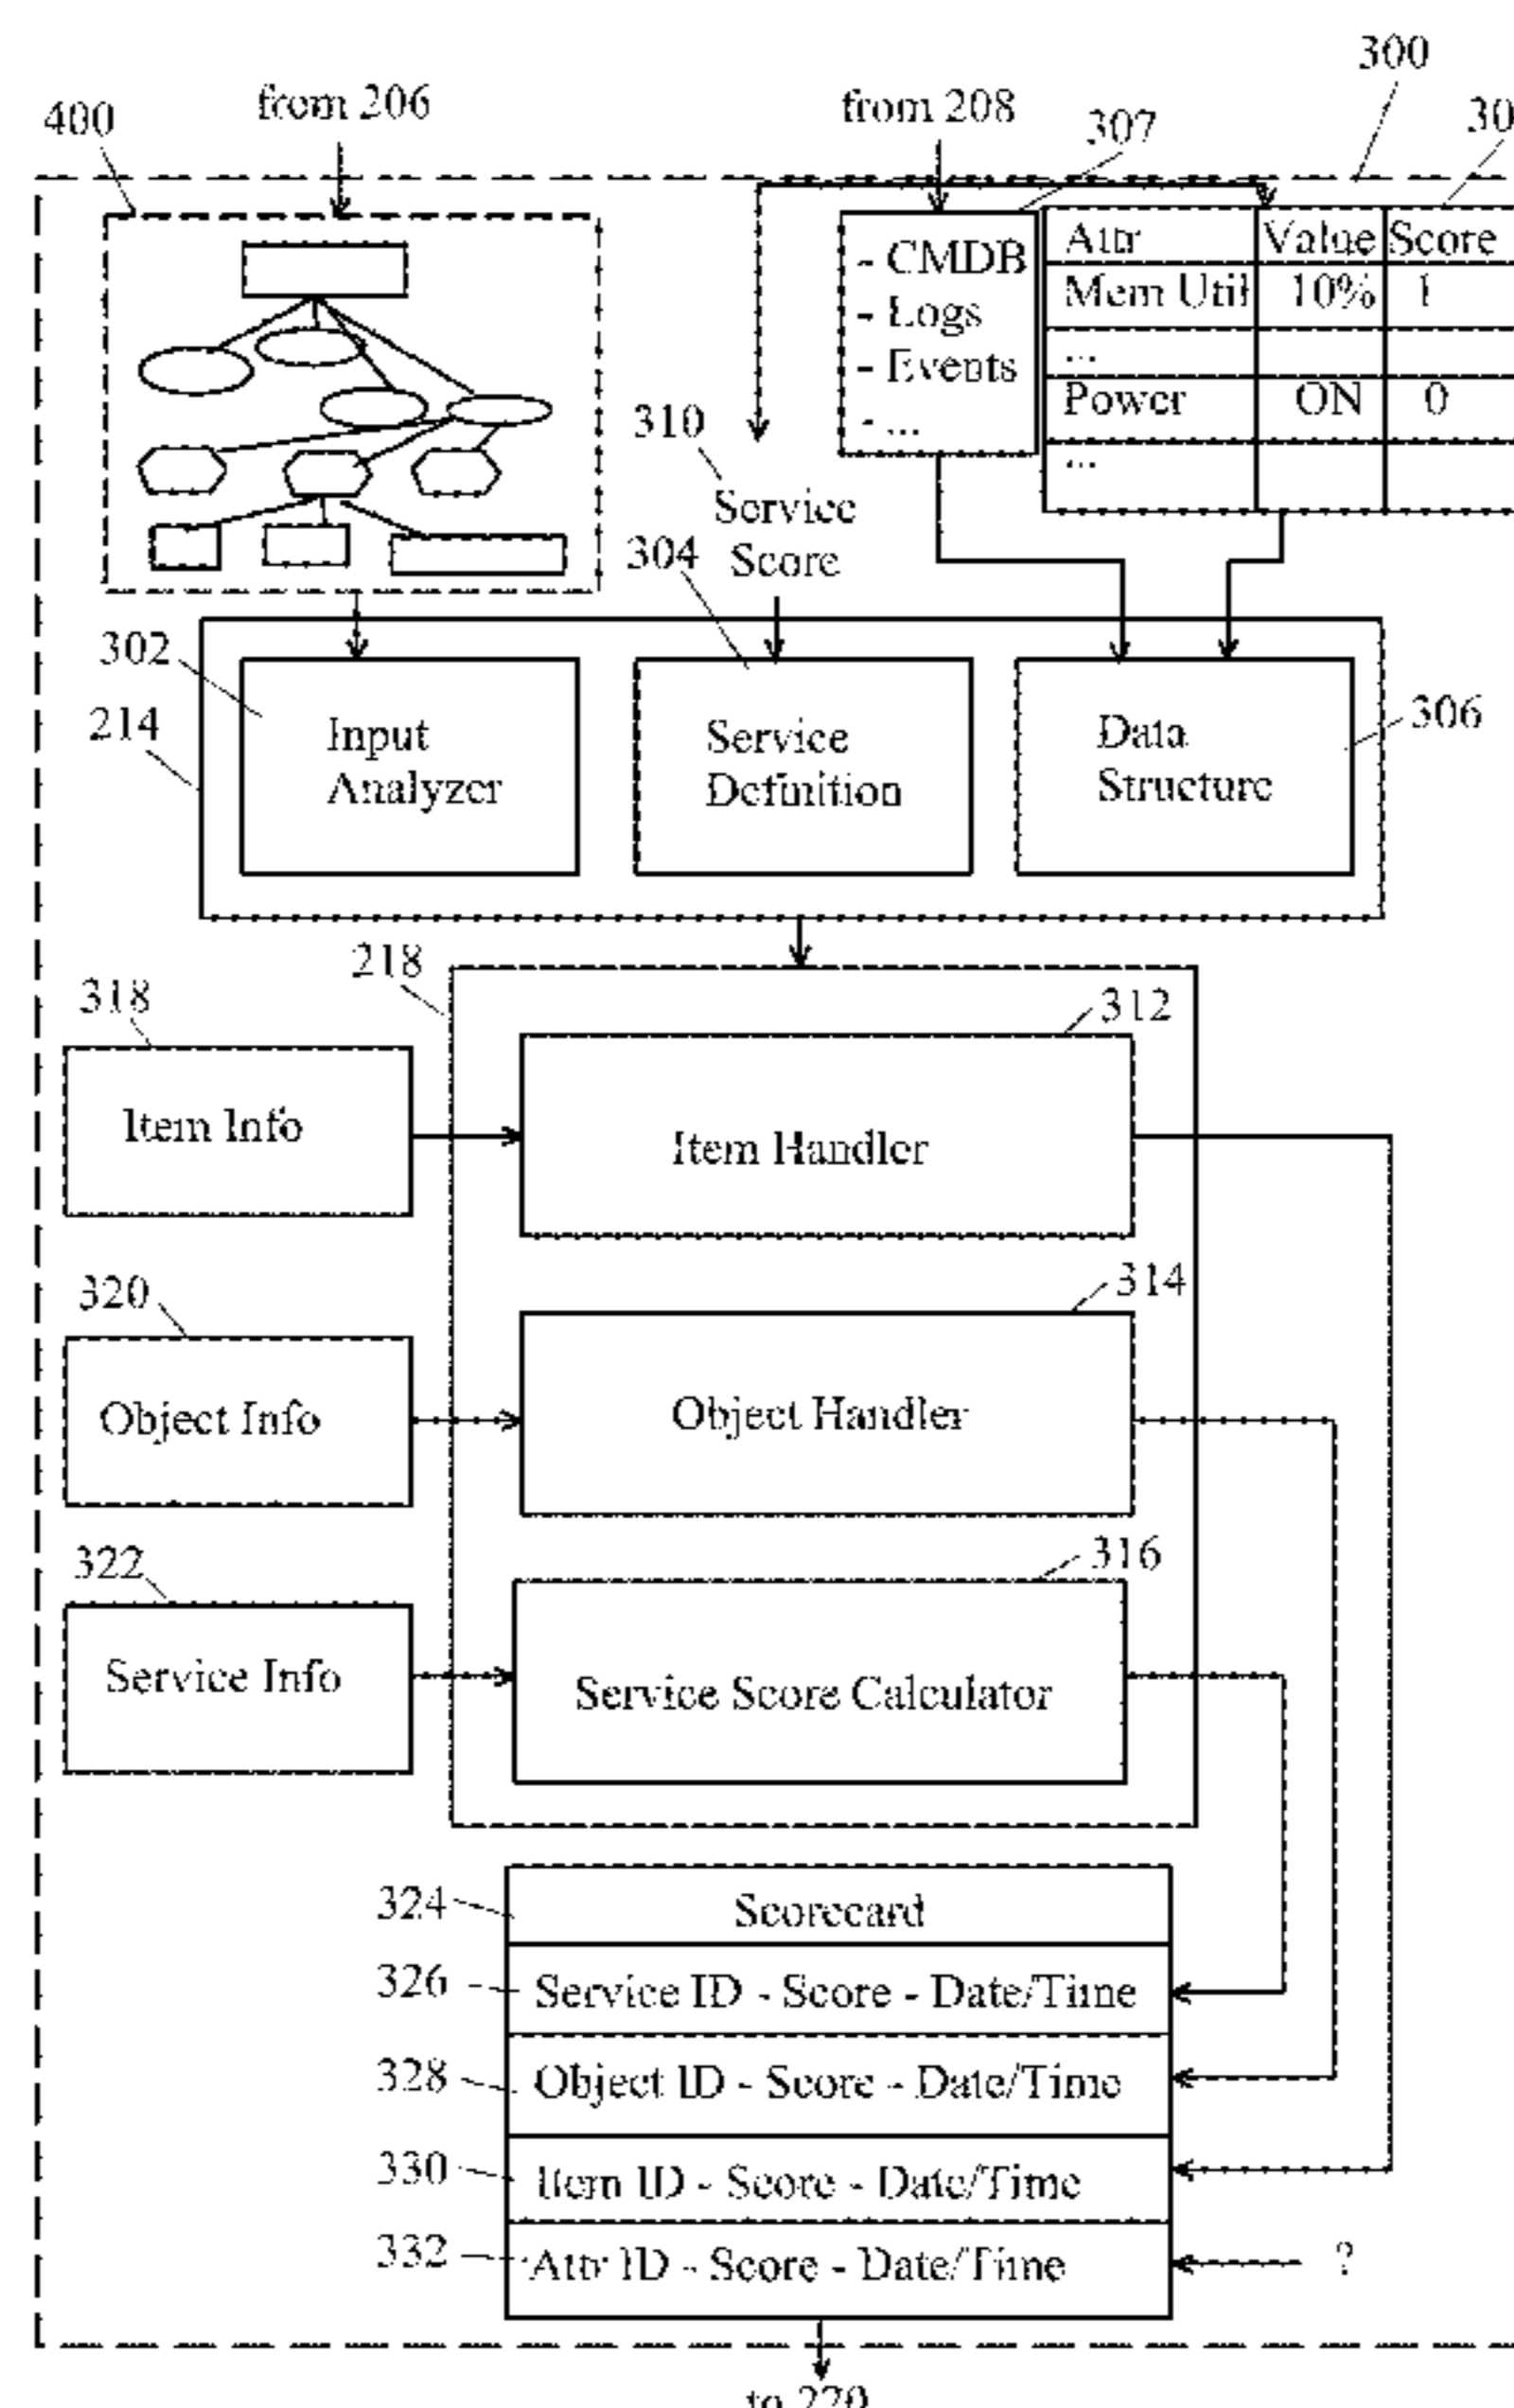 300
from 206
from 208
400
307
30
- CMDB
- Logs
- Events
- ...
Attr Value Score
Mem Util 10% 1
...
Power ON 0
...
310
Service
Score
304
302
214
Input
Analyzer
Service
Definition
Data
Structure
306
218
318
312
Item Info
Item Handler
320
314
Object Info
Object Handler
322
316
Service Info
Service Score Calculator
324
Scorecard
326
Service ID - Score - Date/Time
328
Object ID - Score - Date/Time
330
Item ID - Score - Date/Time
332
Attr ID - Score - Date/Time
?
to 220